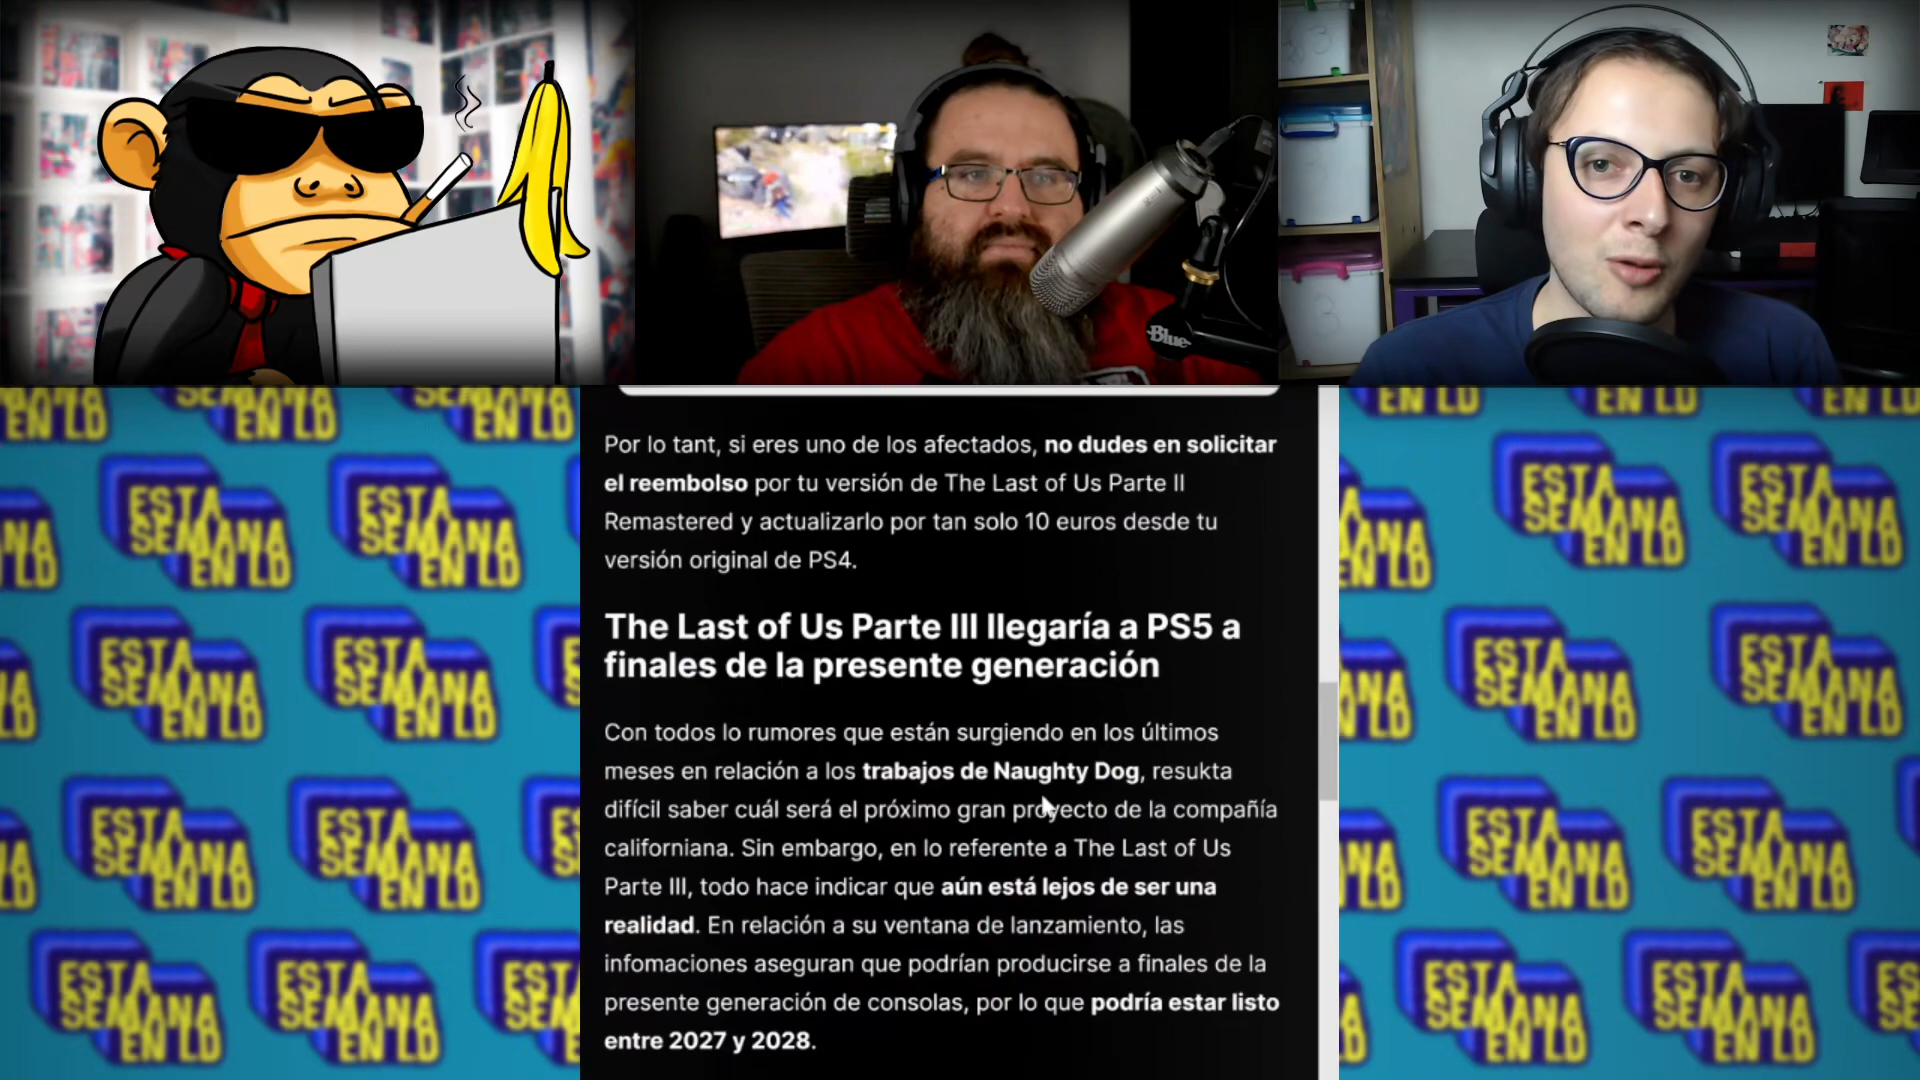 Blue
Por lo tant, si eres uno de los afectados, no dudes en solicitar
el reembolso por tu versión de The Last of Us Parte II
Remastered y actualizarlo por tan solo 10 euros desde tu
versión original de PS4.
The Last of Us Parte III llegaría a PS5 a
finales de la presente generación
Con todos lo rumores que están surgiendo en los últimos
meses en relación a los trabajos de Naughty Dog, resukta
difícil saber cuál será el próximo gran proyecto de la compañía
californiana. Sin embargo, en lo referente a The Last of Us
Parte III, todo hace indicar que aún está lejos de ser una
realidad. En relación a su ventana de lanzamiento, las
infomaciones aseguran que podrían producirse a finales de la
presente generación de consolas, por lo que podría estar listo
entre 2027 y 2028.
ESTA
SEMANA
EN LD